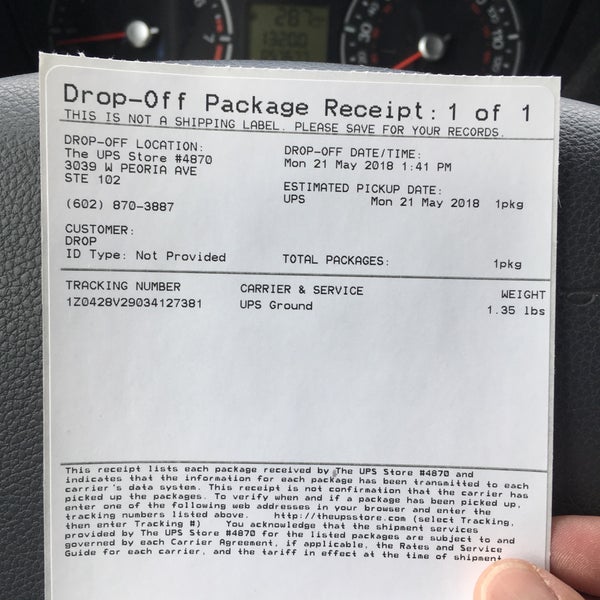 287
13200
Drop-Off Package Receipt: 1 of 1
THIS IS NOT A SHIPPING LABEL. PLEASE SAVE FOR YOUR RECORDS.
DROP-OFF LOCATION:
The UPS Store #4870
3039 W PEORIA AVE
STE 102
(602) 870-3887
DROP-OFF DATE/TIME:
Mon 21 May 2018 1:41 PM
ESTIMATED PICKUP DATE:
UPS Mon 21 May 2018 1pkg
CUSTOMER:
DROP
ID Type: Not Provided
TOTAL PACKAGES: 1pkg
TRACKING NUMBER CARRIER & SERVICE WEIGHT
1Z0428V29034127381 UPS Ground 1.35 lbs
This receipt lists each package received by The UPS Store #4870 and
indicates that the information for each package has been transmitted to each
carrier's data system. This receipt is not confirmation that the carrier has
picked up the packages. To verify when and if a package has been picked up,
enter one of the following web addresses in your browser and enter the
tracking numbers listed above. http://theupsstore.com (select Tracking,
then enter Tracking #) You acknowledge that the shipment services
provided by The UPS Store #4870 for the listed packages are subject to and
governed by each Carrier Agreement, if applicable, the Rates and Service
Guide for each carrier, and the tariff in effect at the time of shipment